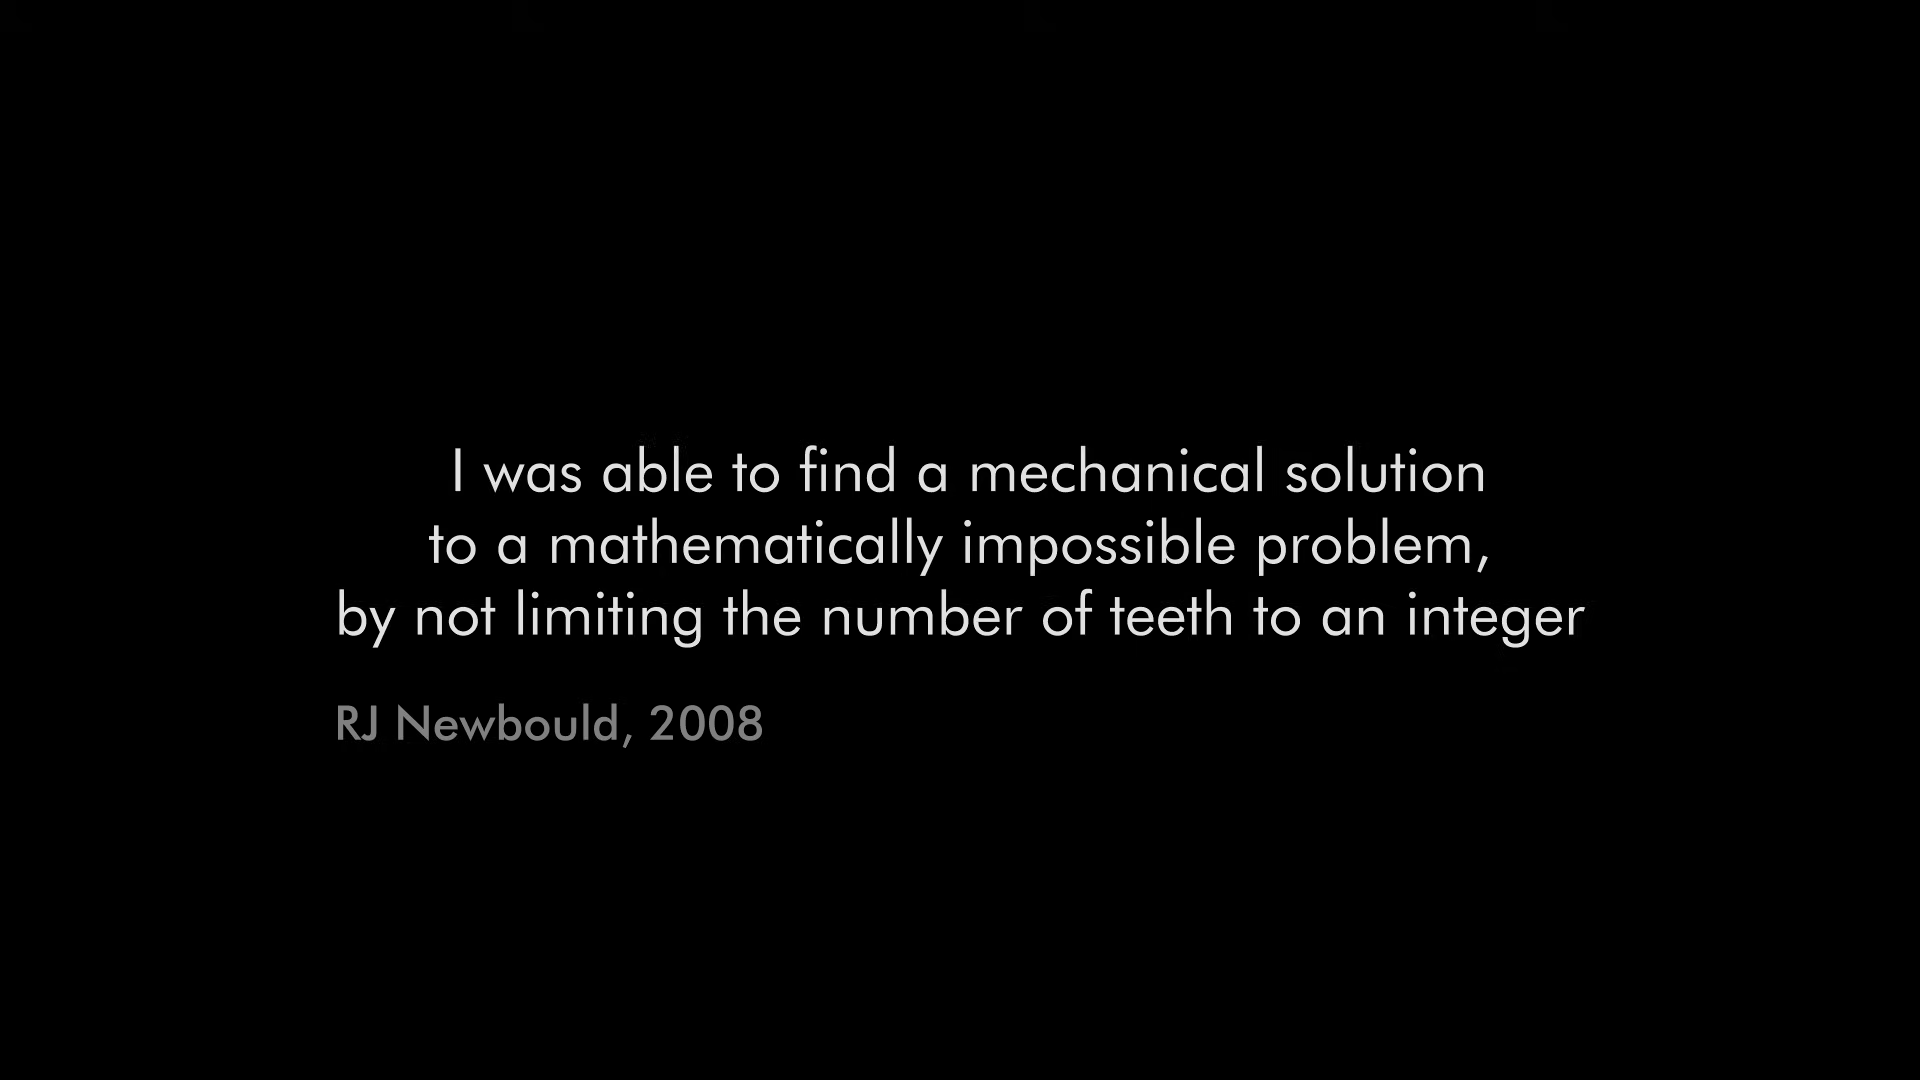 I was able to find a mechanical solution
to a mathematically impossible problem,
by not limiting the number of teeth to an integer
RJ Newbould, 2008